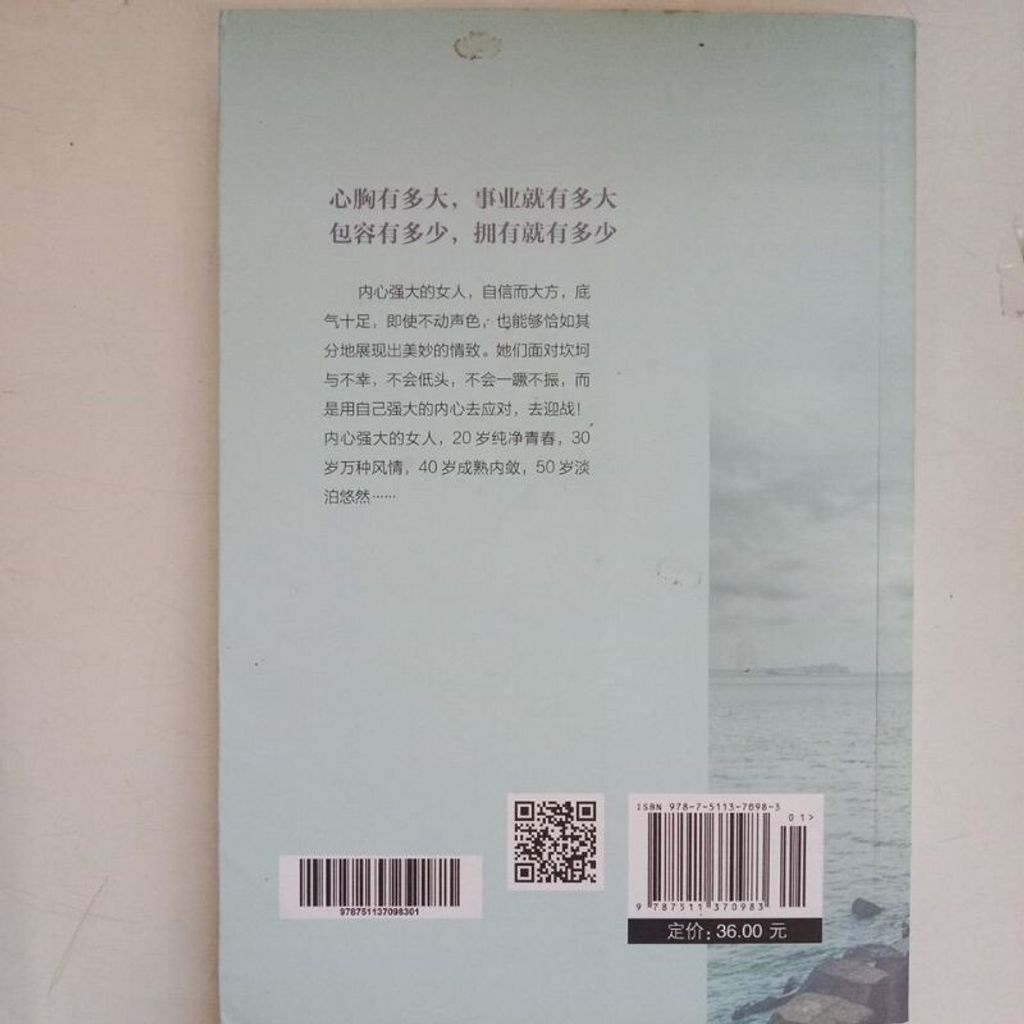 心胸有多大，事业就有多大
包容有多少，拥有就有多少
内心强大的女人，自信而大方，底
气十足，即使不动声色，也能够恰如其
分地展现出美妙的情致。她们面对坎坷
与不幸，不会低头，不会一蹶不振，而
是用自己强大的内心去应对，去迎战！
内心强大的女人，20岁纯净青春，30
岁万种风情，40岁成熟内敛，50岁淡
泊悠然……
ISBN 978-7-5113-7098-3
01>
9 787511 370983
978751137098301
定价：36.00 元